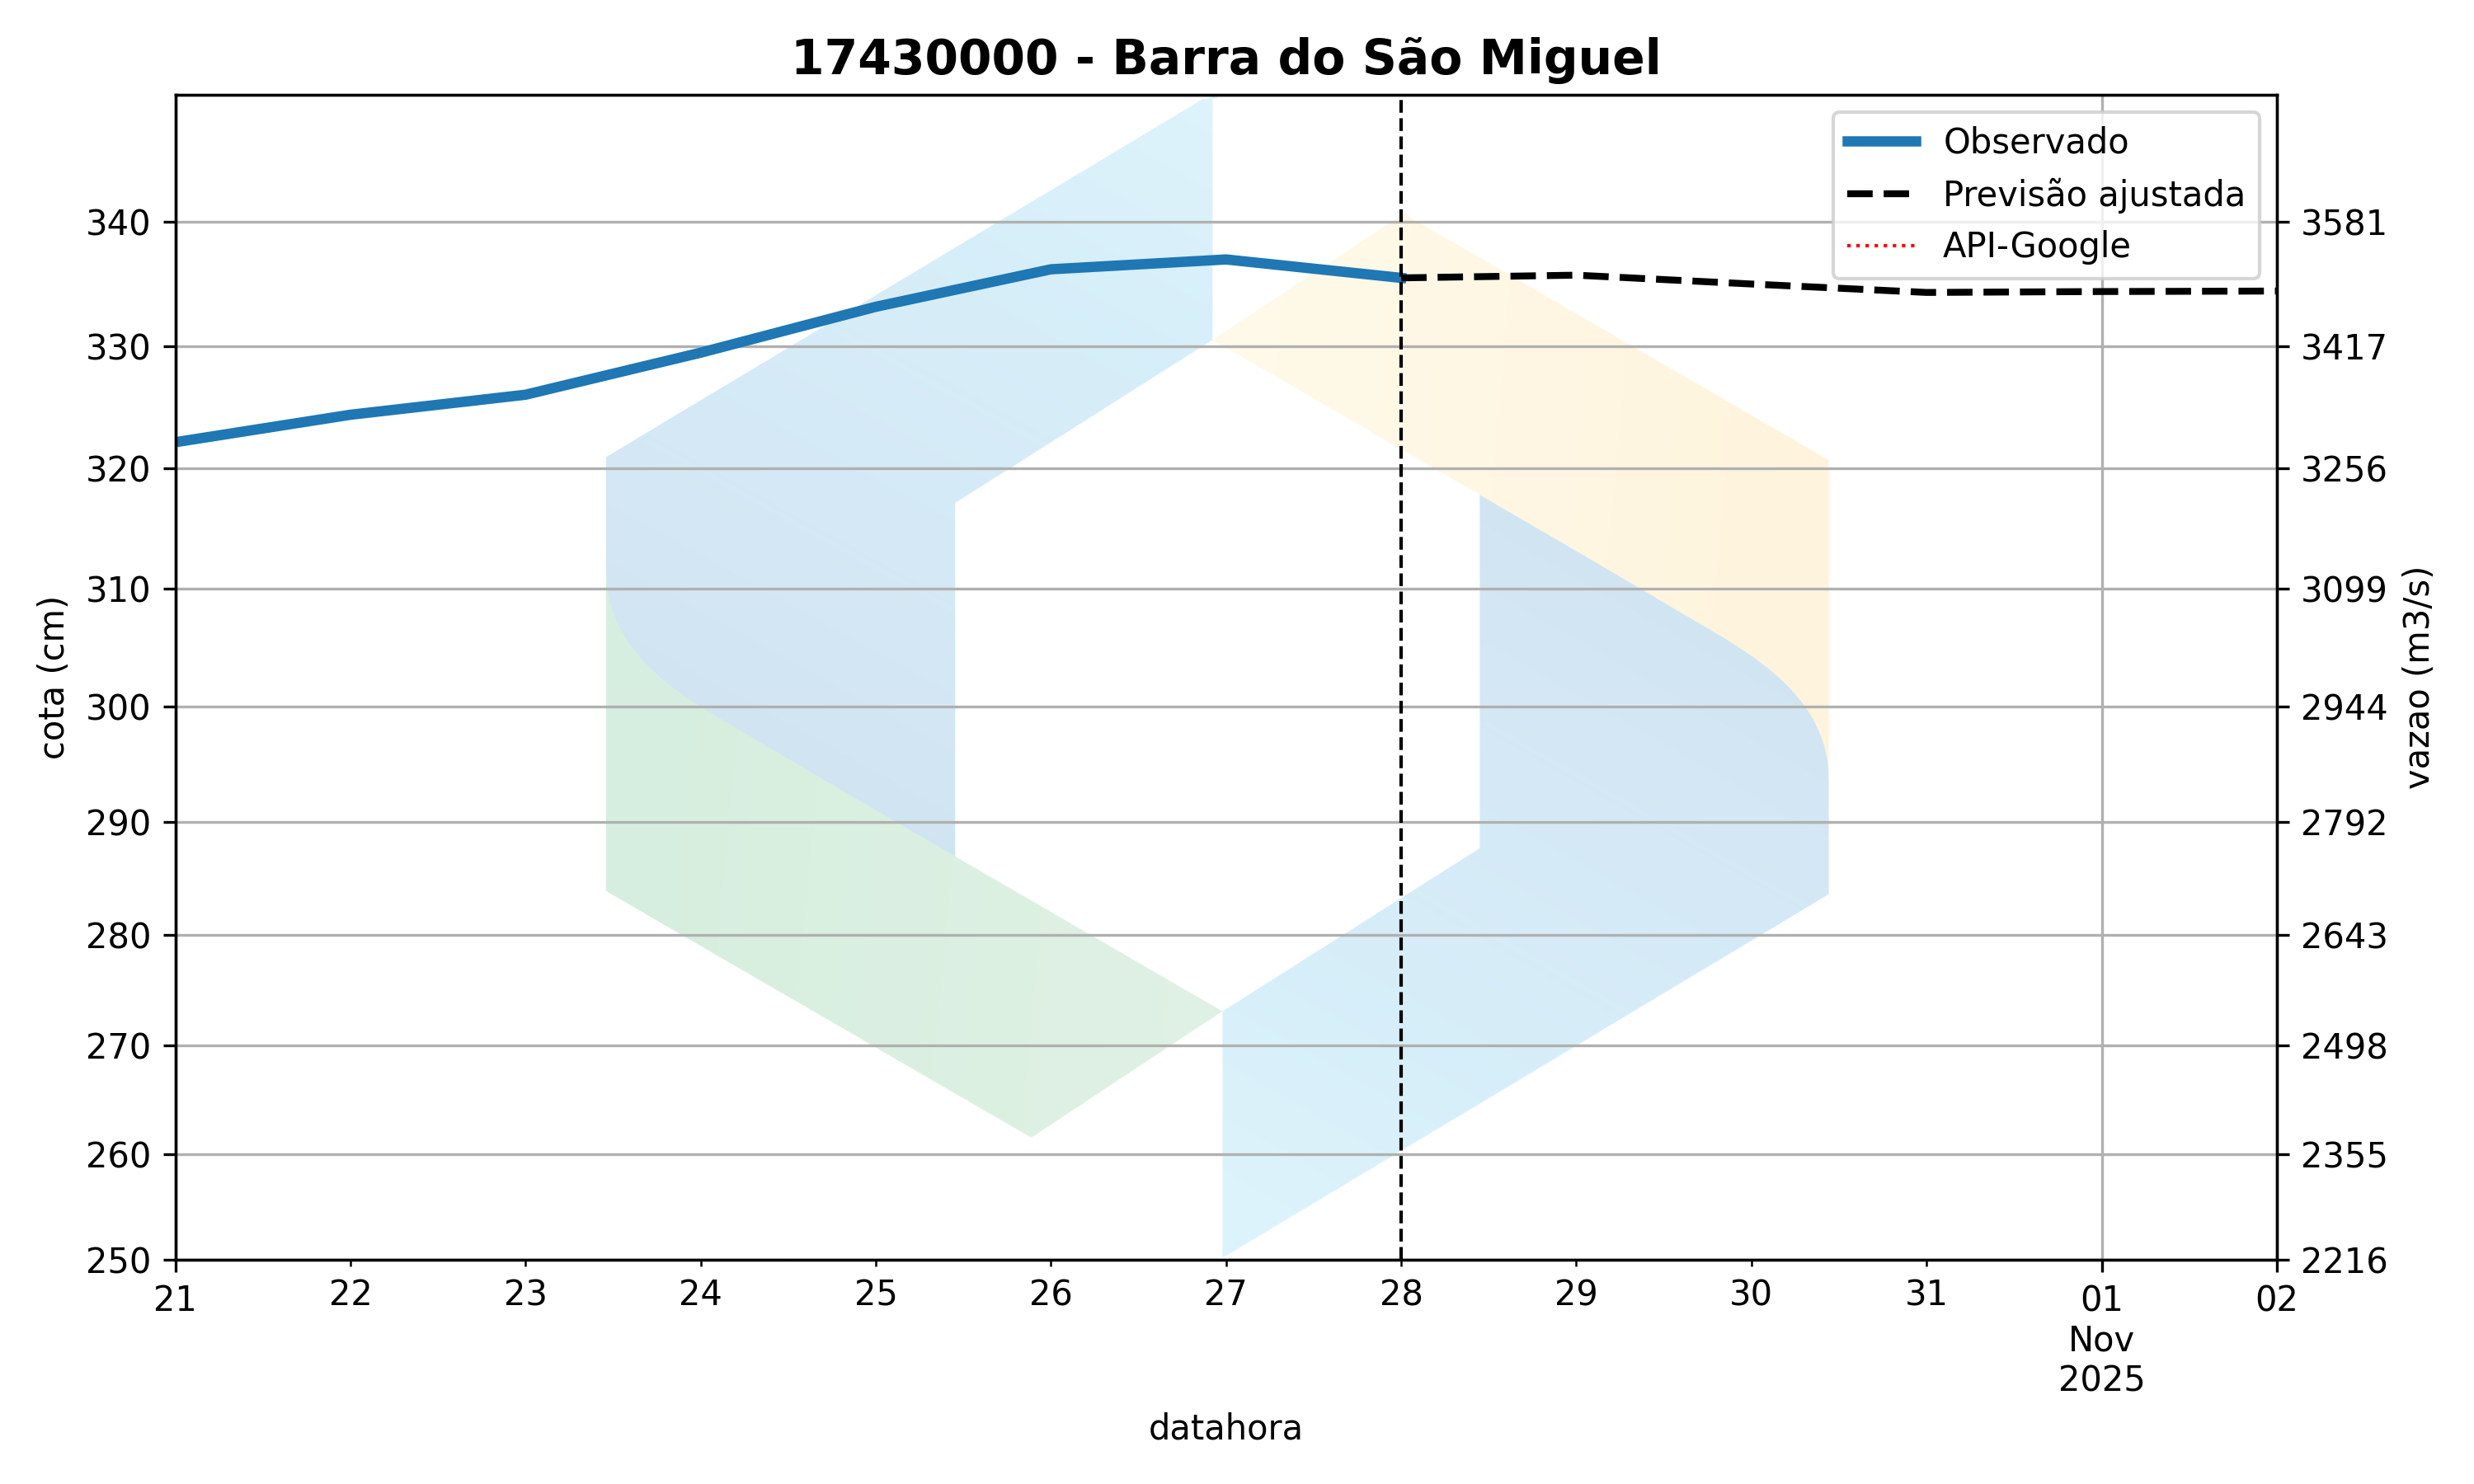 17430000 - Barra do São Miguel
Observado
Previsão ajustada
API-Google
340
330
320
310
300
290
280
270
260
250
cota (cm)
3581
3417
3256
3099
2944
2792
2643
2498
2355
2216
vazao (m3/s)
21 22 23 24 25 26 27 28 29 30 31 01 02
Nov
2025
datahora